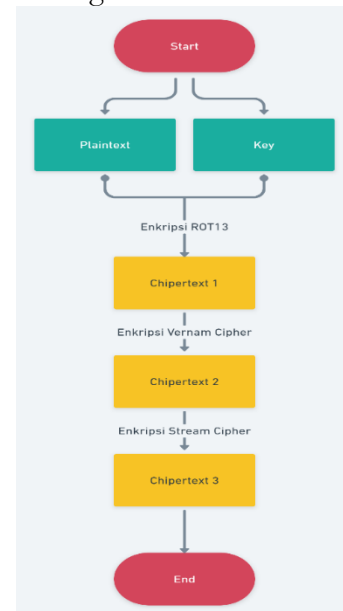 Start
Plaintext
Key
Enkripsi ROT13
Chipertext 1
Enkripsi Vernam Cipher
Chipertext 2
Enkripsi Stream Cipher
Chipertext 3
End